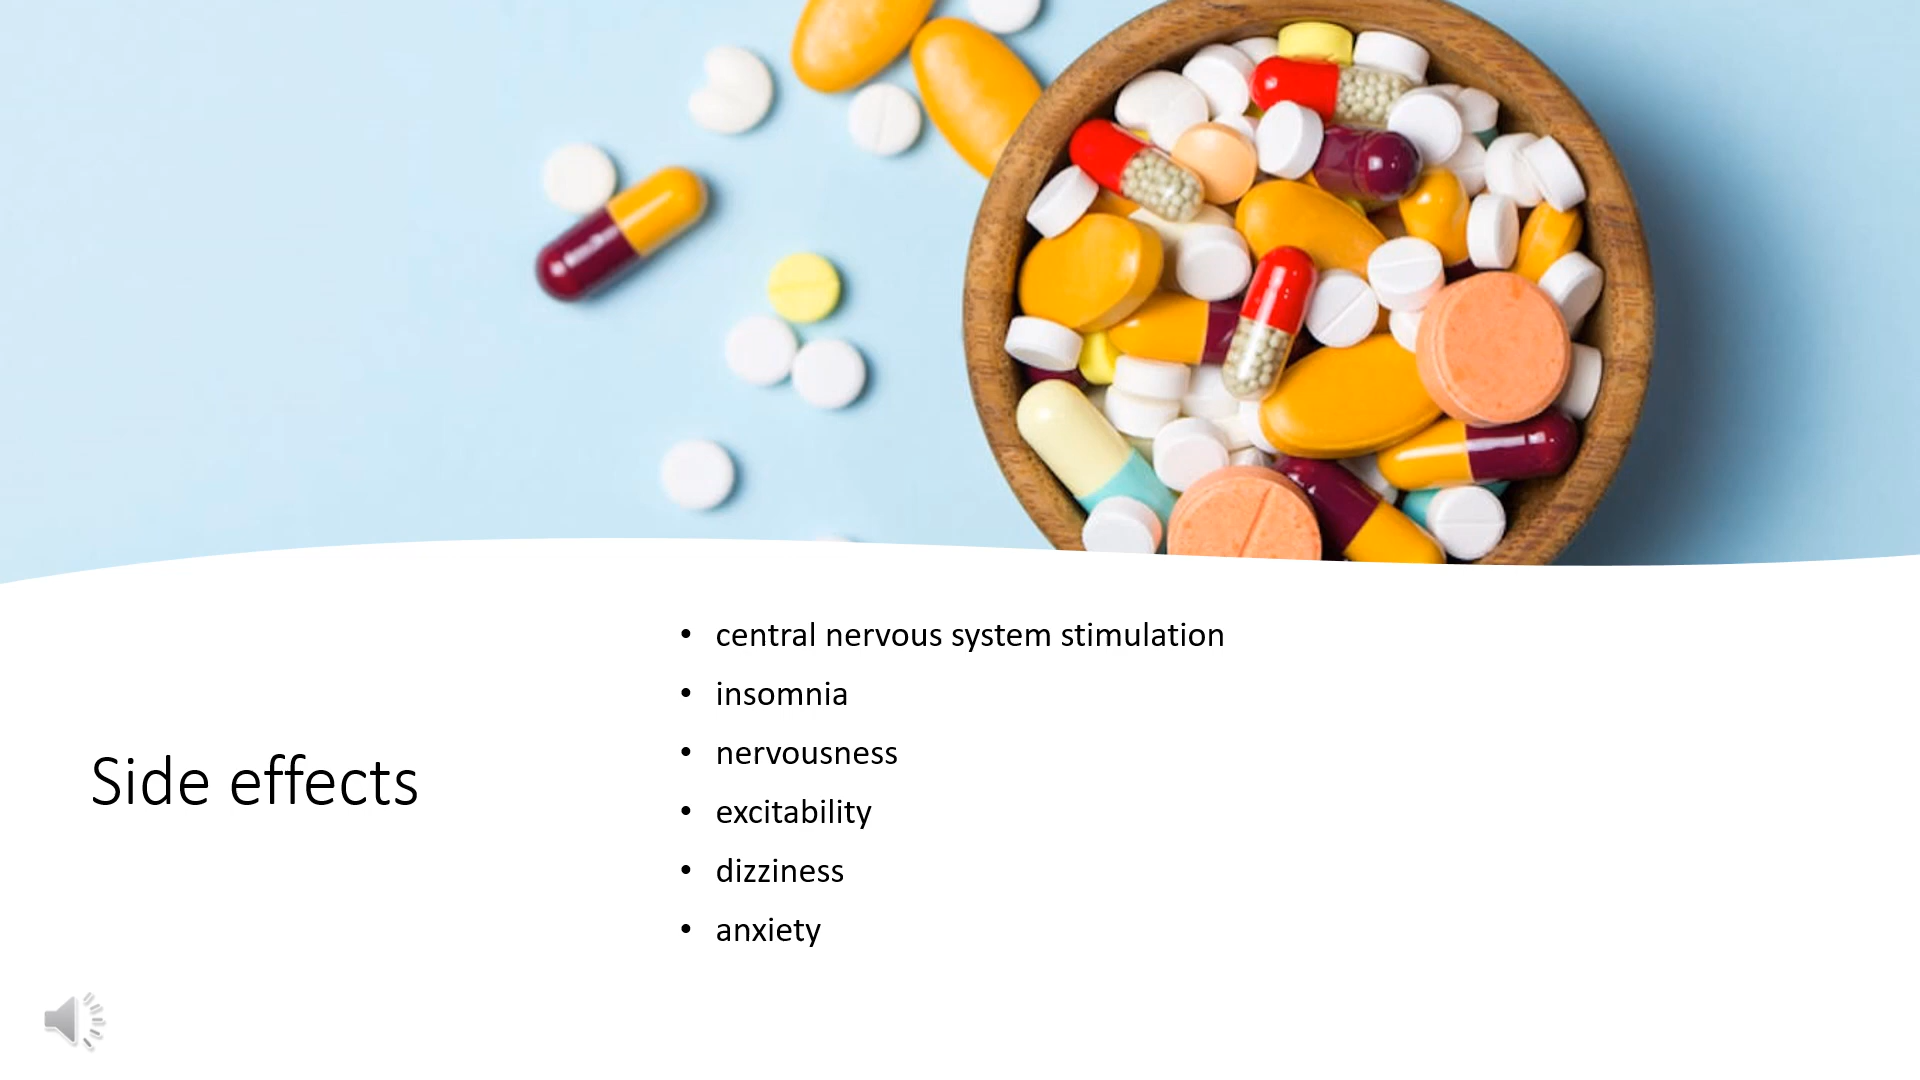 Side effects
• central nervous system stimulation
• insomnia
• nervousness
• excitability
• dizziness
• anxiety